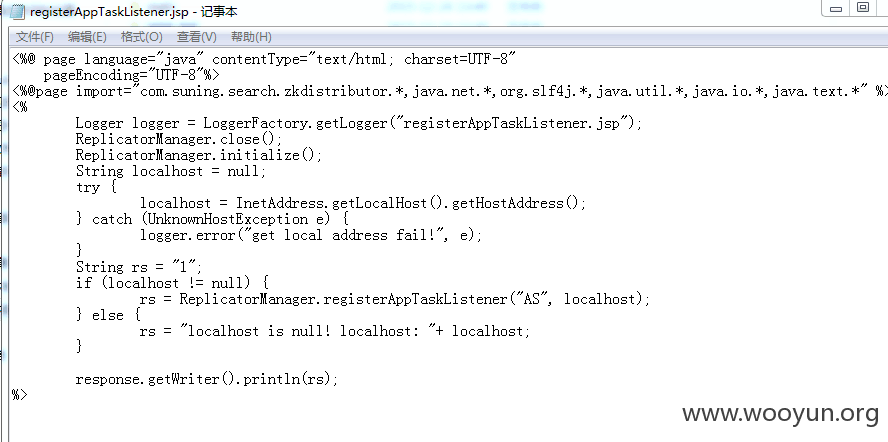 registerAppTaskListener.jsp - 记事本
文件(F) 编辑(E) 格式(O) 查看(V) 帮助(H)
<%@ page language="java" contentType="text/html; charset=UTF-8"
    pageEncoding="UTF-8"%>
<%@page import="com.suning.search.zkdistributor.*,java.net.*,org.slf4j.*,java.util.*,java.io.*,java.text.*" %>
<%
        Logger logger = LoggerFactory.getLogger("registerAppTaskListener.jsp");
        ReplicatorManager.close();
        ReplicatorManager.initialize();
        String localhost = null;
        try {
                localhost = InetAddress.getLocalHost().getHostAddress();
        } catch (UnknownHostException e) {
                logger.error("get local address fail!", e);
        }
        String rs = "1";
        if (localhost != null) {
                rs = ReplicatorManager.registerAppTaskListener("AS", localhost);
        } else {
                rs = "localhost is null! localhost: "+ localhost;
        }

        response.getWriter().println(rs);
%>
www.wooyun.org